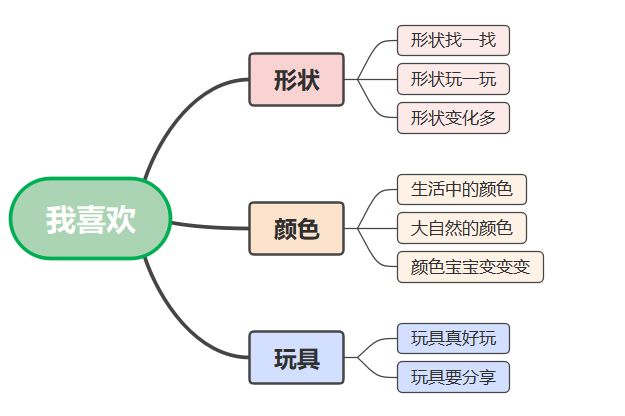 我喜欢
形状
形状找一找
形状玩一玩
形状变化多
颜色
生活中的颜色
大自然的颜色
颜色宝宝变变变
玩具
玩具真好玩
玩具要分享